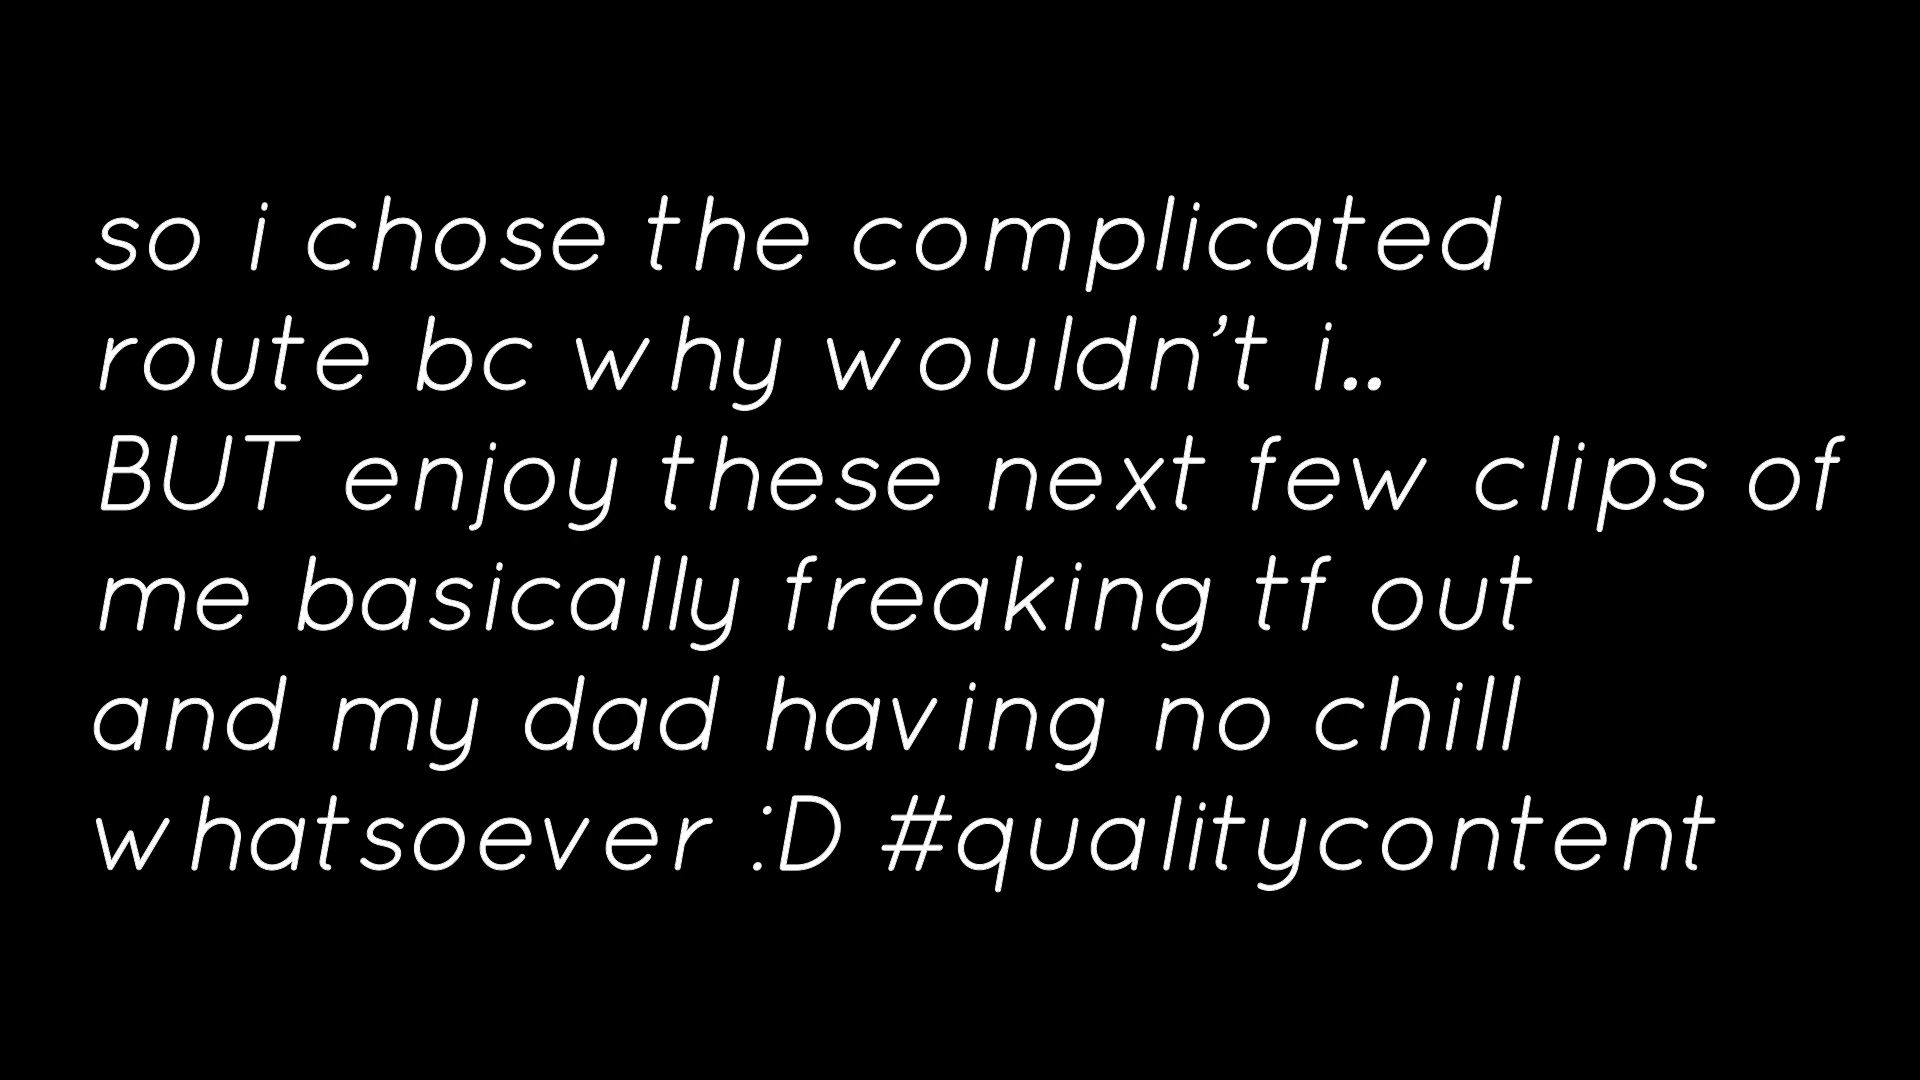 so i chose the complicated
route bc why wouldn't i..
BUT enjoy these next few clips of
me basically freaking tf out
and my dad having no chill
whatsoever :D #qualitycontent